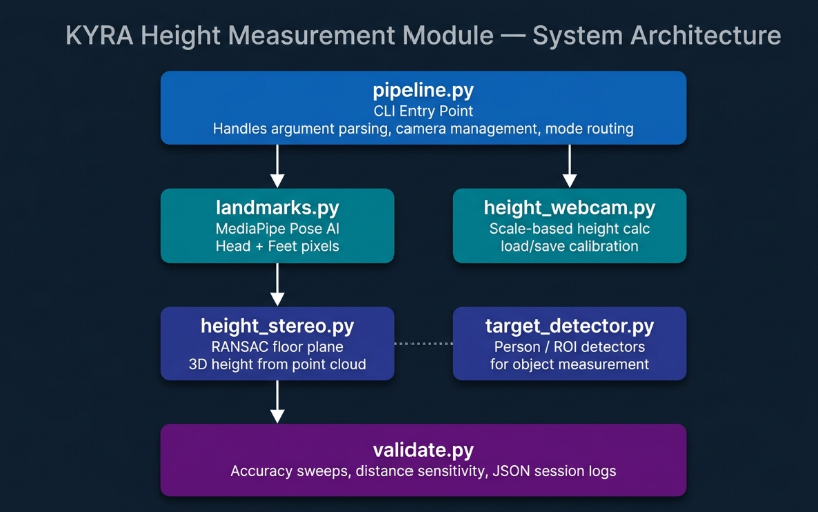 KYRA Height Measurement Module — System Architecture
pipeline.py
CLI Entry Point
Handles argument parsing, camera management, mode routing
landmarks.py
MediaPipe Pose AI
Head + Feet pixels
height_webcam.py
Scale-based height calc
load/save calibration
height_stereo.py
RANSAC floor plane
3D height from point cloud
target_detector.py
Person / ROI detectors
for object measurement
validate.py
Accuracy sweeps, distance sensitivity, JSON session logs